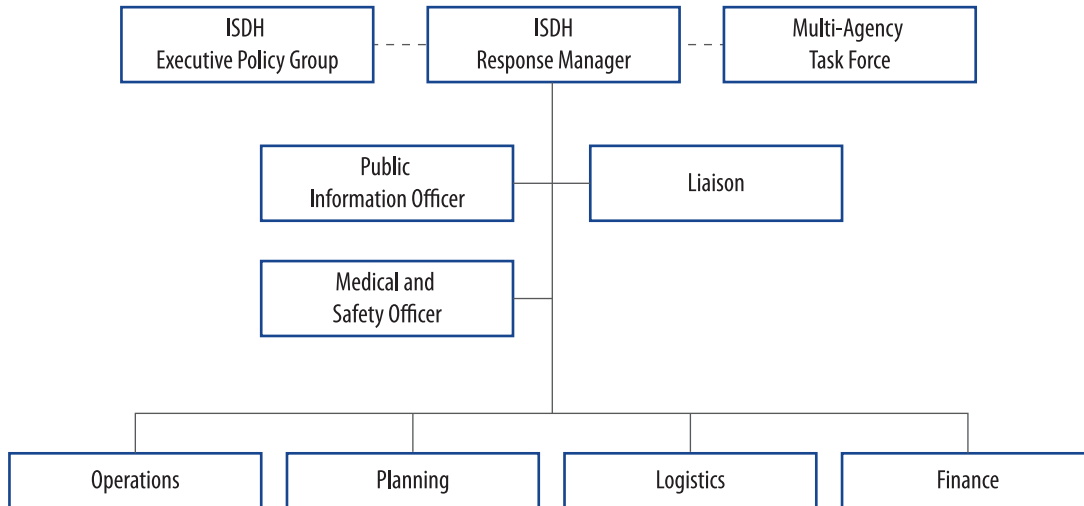 ISDH
Executive Policy Group
ISDH
Response Manager
Multi-Agency
Task Force
Public
Information Officer
Liaison
Medical and
Safety Officer
Operations
Planning
Logistics
Finance